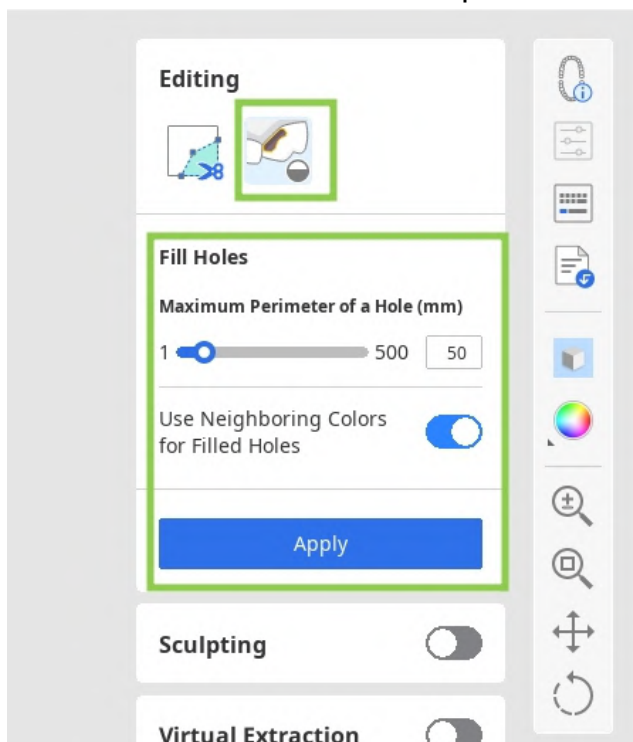 Editing
Fill Holes
Maximum Perimeter of a Hole (mm)
1 500 50
Use Neighboring Colors
for Filled Holes
Apply
Sculpting
Virtual Extraction